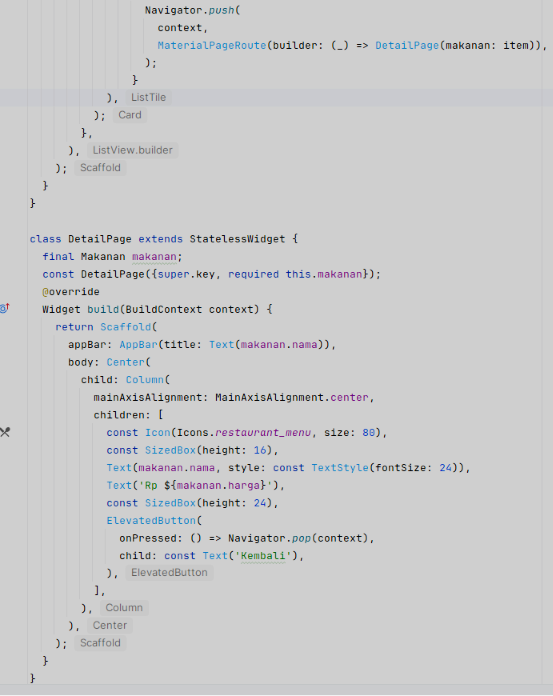 Navigator.push(
context,
MaterialPageRoute(builder: (_) => DetailPage(makanan: item)),
);
}
), ListTile
); Card
},
), ListView.builder
); Scaffold
}
}
class DetailPage extends StatelessWidget {
final Makanan makanan;
const DetailPage({super.key, required this.makanan});
@override
Widget build(BuildContext context) {
return Scaffold(
appBar: AppBar(title: Text(makanan.nama)),
body: Center(
child: Column(
mainAxisAlignment: MainAxisAlignment.center,
children: [
const Icon(Icons.restaurant_menu, size: 80),
const SizedBox(height: 16),
Text(makanan.nama, style: const TextStyle(fontSize: 24)),
Text('Rp ${makanan.harga}'),
const SizedBox(height: 24),
ElevatedButton(
onPressed: () => Navigator.pop(context),
child: const Text('Kembali'),
), ElevatedButton
],
), Column
), Center
); Scaffold
}
}